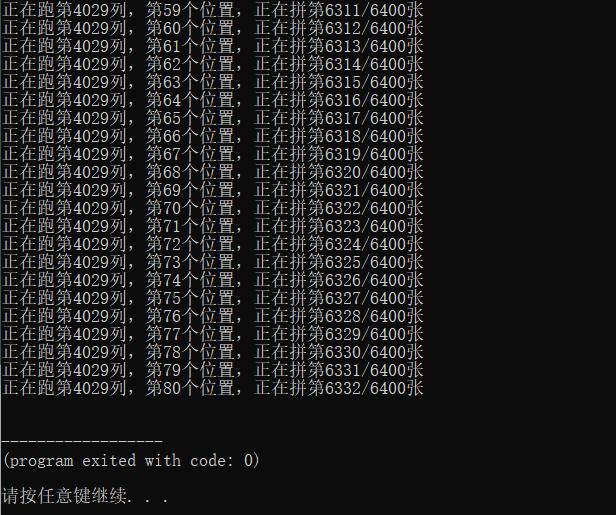 正在跑第4029列，第59个位置，正在拼第6311/6400张
正在跑第4029列，第60个位置，正在拼第6312/6400张
正在跑第4029列，第61个位置，正在拼第6313/6400张
正在跑第4029列，第62个位置，正在拼第6314/6400张
正在跑第4029列，第63个位置，正在拼第6315/6400张
正在跑第4029列，第64个位置，正在拼第6316/6400张
正在跑第4029列，第65个位置，正在拼第6317/6400张
正在跑第4029列，第66个位置，正在拼第6318/6400张
正在跑第4029列，第67个位置，正在拼第6319/6400张
正在跑第4029列，第68个位置，正在拼第6320/6400张
正在跑第4029列，第69个位置，正在拼第6321/6400张
正在跑第4029列，第70个位置，正在拼第6322/6400张
正在跑第4029列，第71个位置，正在拼第6323/6400张
正在跑第4029列，第72个位置，正在拼第6324/6400张
正在跑第4029列，第73个位置，正在拼第6325/6400张
正在跑第4029列，第74个位置，正在拼第6326/6400张
正在跑第4029列，第75个位置，正在拼第6327/6400张
正在跑第4029列，第76个位置，正在拼第6328/6400张
正在跑第4029列，第77个位置，正在拼第6329/6400张
正在跑第4029列，第78个位置，正在拼第6330/6400张
正在跑第4029列，第79个位置，正在拼第6331/6400张
正在跑第4029列，第80个位置，正在拼第6332/6400张
------------------
(program exited with code: 0)
请按任意键继续. . .